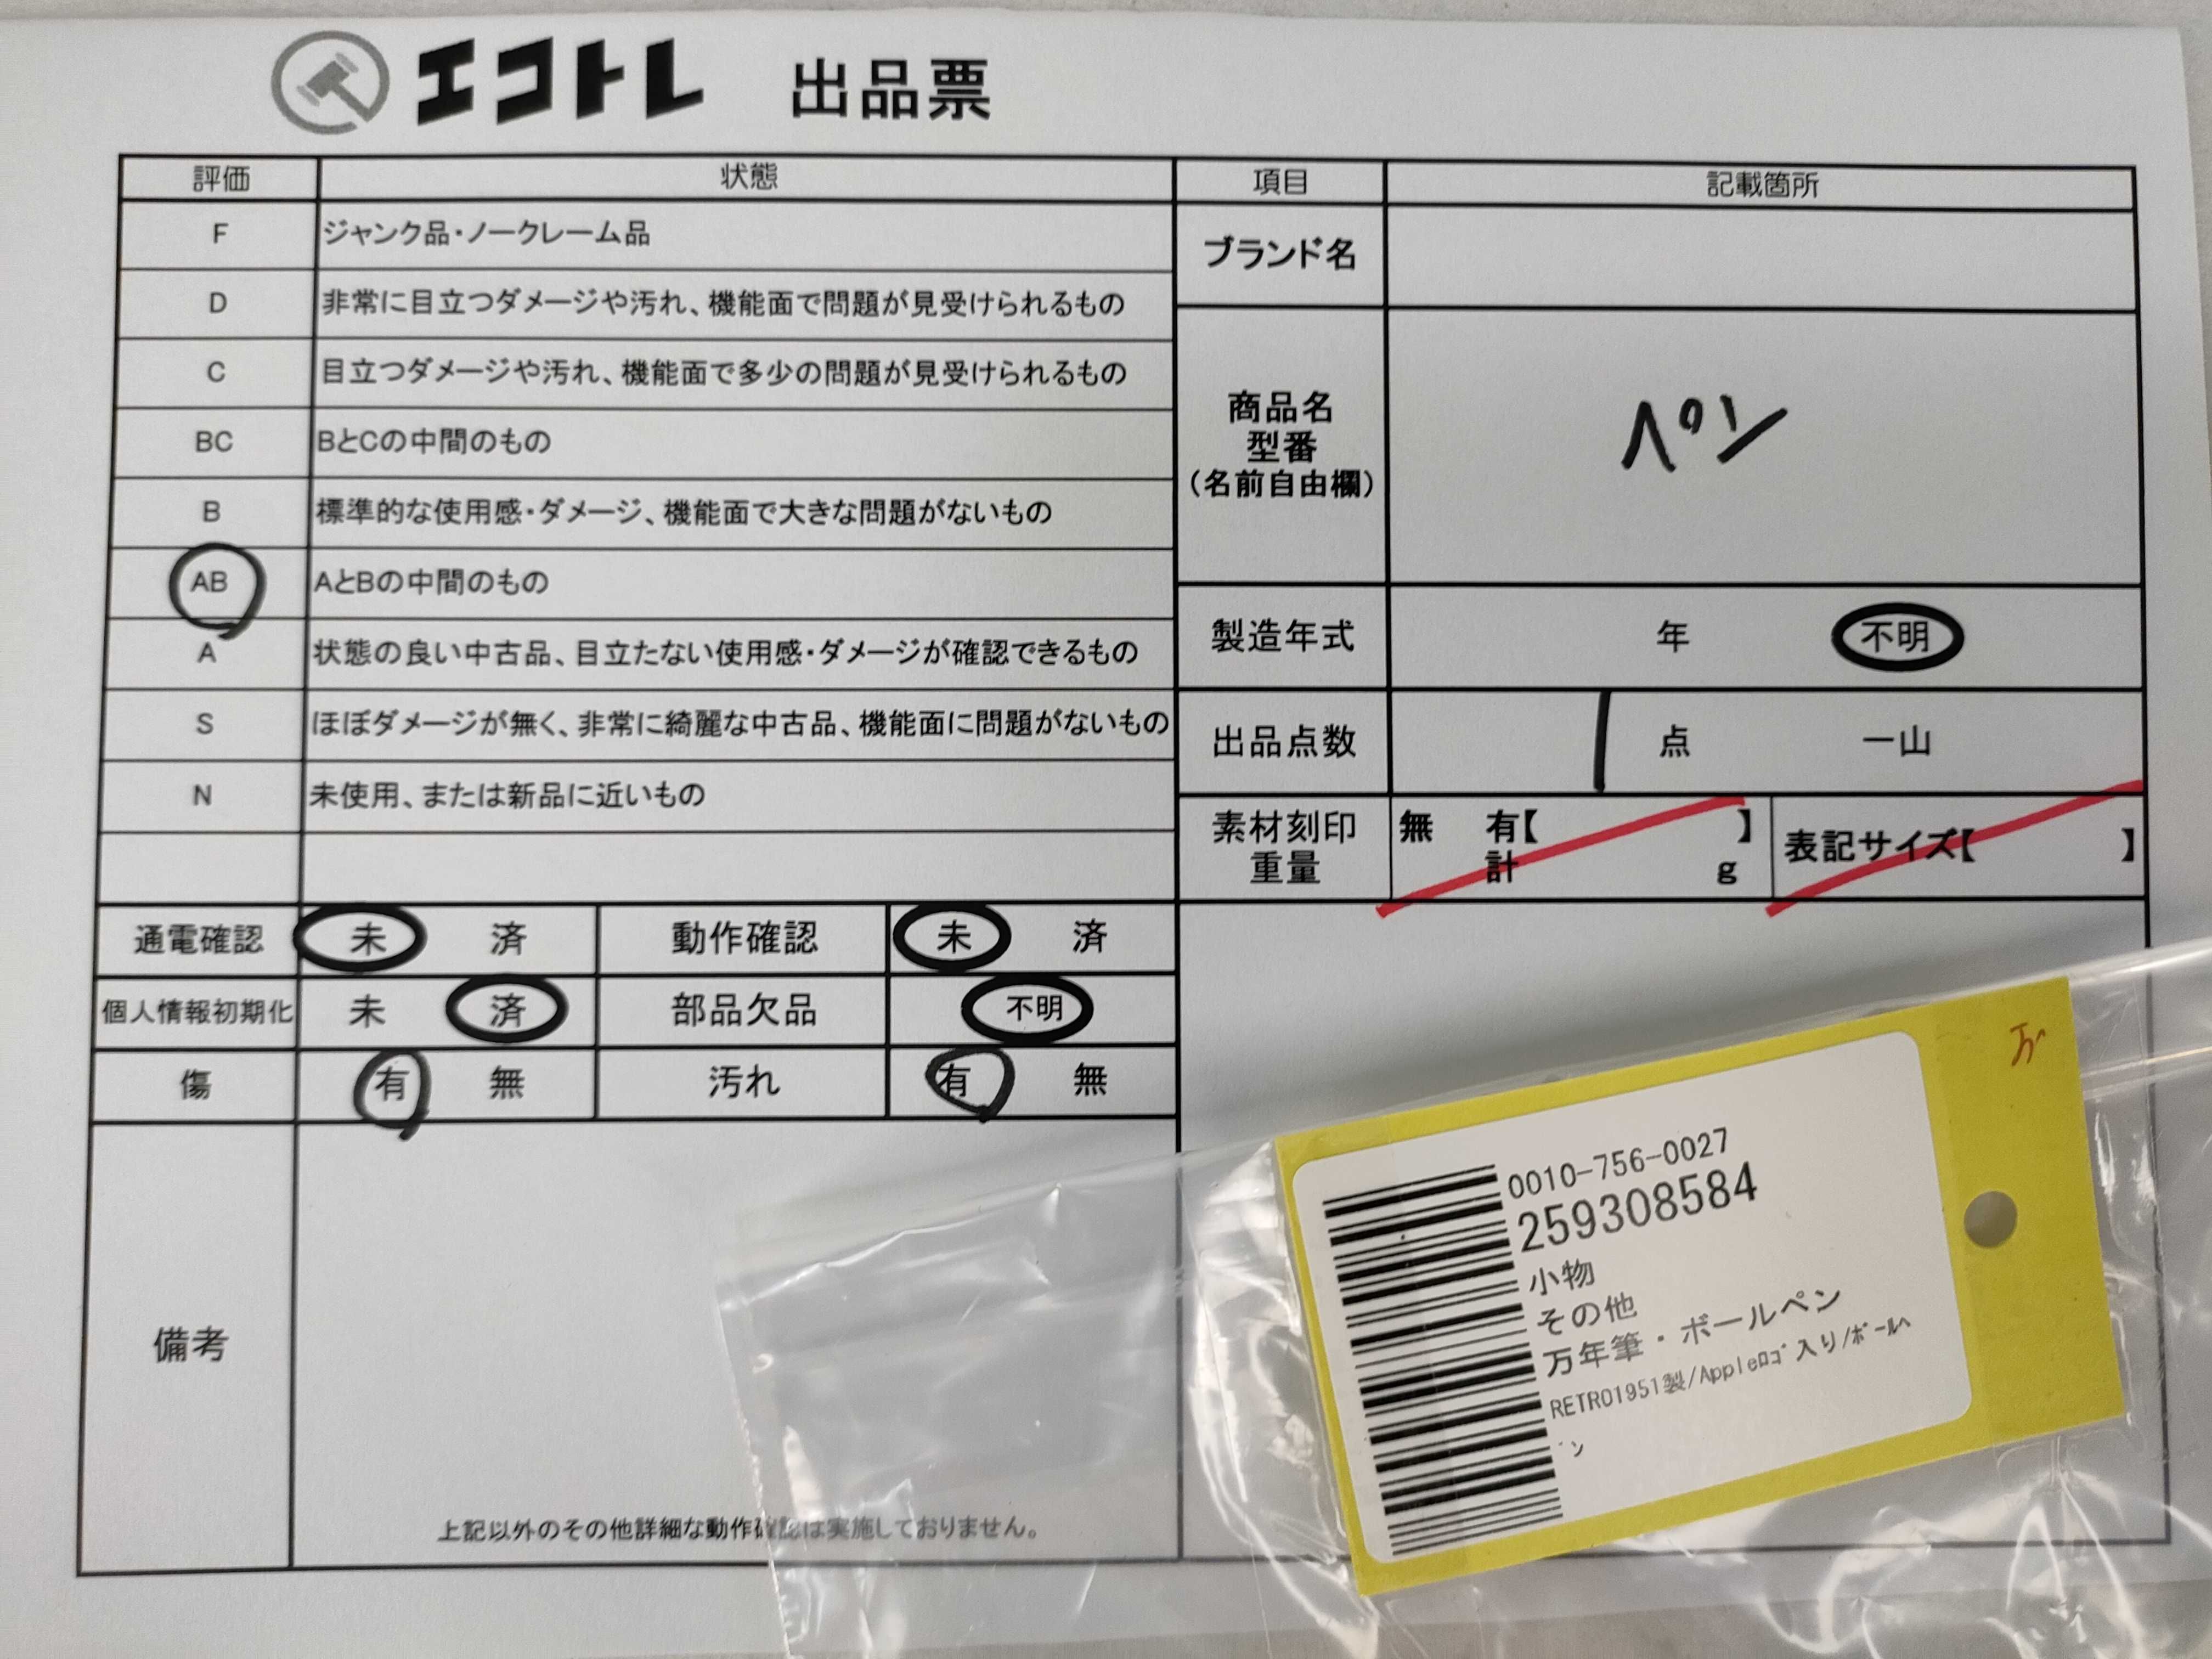 エコトレ 出品票
評価 状態
F ジャンク品・ノークレーム品
D 非常に目立つダメージや汚れ、機能面で問題が見受けられるもの
C 目立つダメージや汚れ、機能面で多少の問題が見受けられるもの
BC BとCの中間のもの
B 標準的な使用感・ダメージ、機能面で大きな問題がないもの
AB AとBの中間のもの
A 状態の良い中古品、目立たない使用感・ダメージが確認できるもの
S ほぼダメージが無く、非常に綺麗な中古品、機能面に問題がないもの
N 未使用、または新品に近いもの
通電確認 未 済 動作確認 未 済
個人情報初期化 未 済 部品欠品 不明
傷 有 無 汚れ 有 無
備考
上記以外のその他詳細な動作確認は実施しておりません。
項目 記載箇所
ブランド名
商品名
型番
(名前自由欄)
ペン
製造年式 年 不明
出品点数 1 点 一山
素材刻印 無 有【 】
重量 計 g
表記サイズ【 】
0010-756-0027
259308584
小物
その他
万年筆・ボールペン
RETRO1951製/Appleﾛｺﾞ入り/ﾎﾞｰﾙﾍ
ﾟﾝ